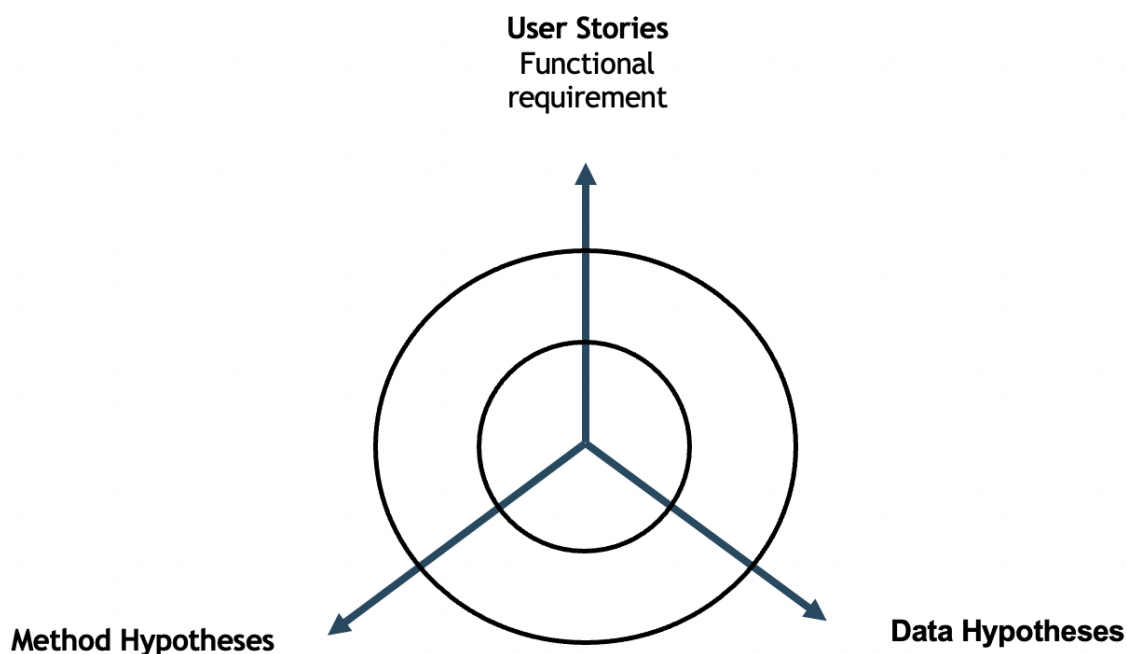 User Stories
Functional
requirement
Method Hypotheses
Data Hypotheses